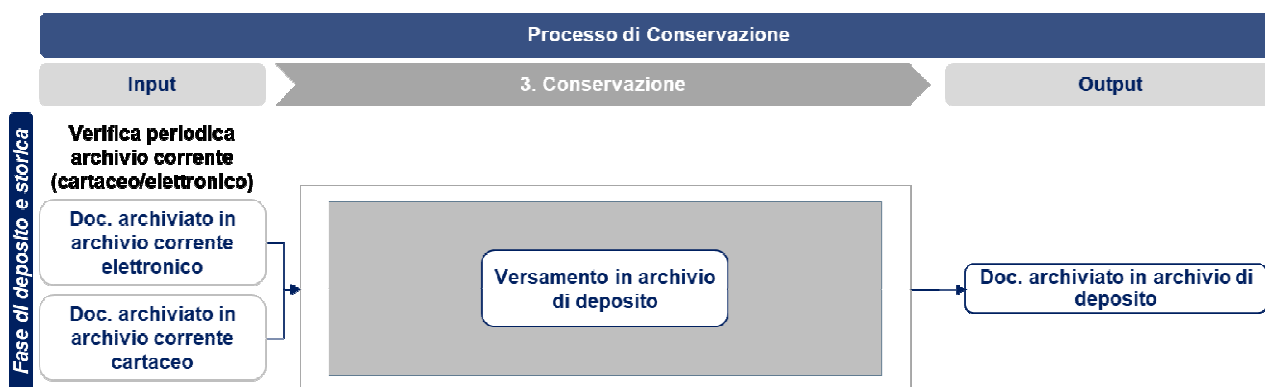 Processo di Conservazione
Input
3. Conservazione
Output
Fase di deposito e storica
Verifica periodica
archivio corrente
(cartaceo/elettronico)
Doc. archiviato in
archivio corrente
elettronico
Doc. archiviato in
archivio corrente
cartaceo
Versamento in archivio
di deposito
Doc. archiviato in archivio di
deposito